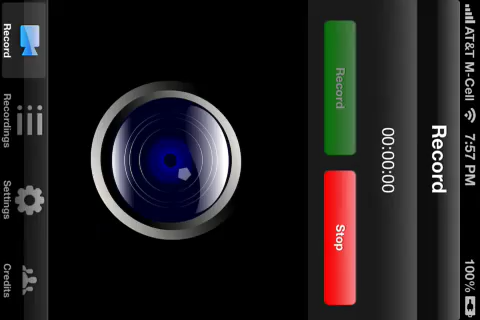 AT&T M-Cell 7:57 PM 100%
Record
00:00:00
Record Stop
Record Recordings Settings Credits